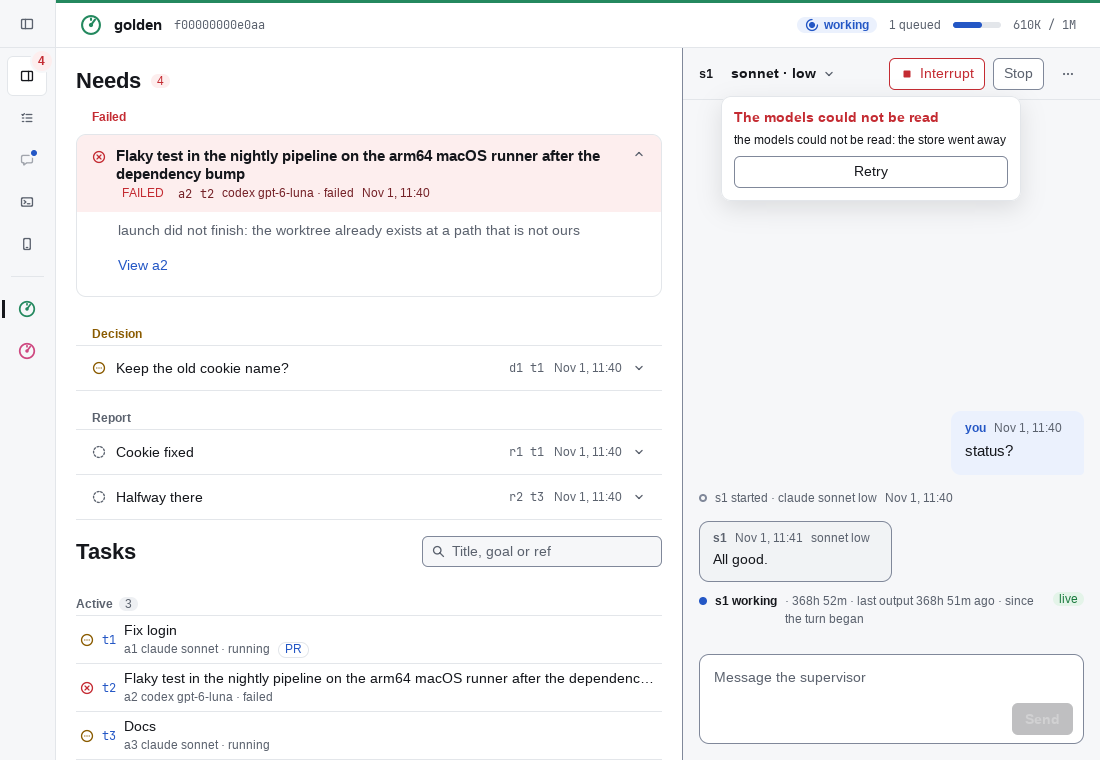 golden f00000000e0aa
working 1 queued 610K / 1M
4
Needs 4
Failed
Flaky test in the nightly pipeline on the arm64 macOS runner after the
dependency bump
FAILED a2 t2 codex gpt-6-luna · failed Nov 1, 11:40
launch did not finish: the worktree already exists at a path that is not ours
View a2
Decision
Keep the old cookie name? d1 t1 Nov 1, 11:40
Report
Cookie fixed r1 t1 Nov 1, 11:40
Halfway there r2 t3 Nov 1, 11:40
Tasks
Title, goal or ref
Active 3
t1 Fix login
a1 claude sonnet · running PR
t2 Flaky test in the nightly pipeline on the arm64 macOS runner after the dependenc…
a2 codex gpt-6-luna · failed
t3 Docs
a3 claude sonnet · running
s1 sonnet · low
Interrupt
Stop
The models could not be read
the models could not be read: the store went away
Retry
you Nov 1, 11:40
status?
s1 started · claude sonnet low Nov 1, 11:40
s1 Nov 1, 11:41 sonnet low
All good.
s1 working · 368h 52m · last output 368h 51m ago · since
the turn began
live
Message the supervisor
Send